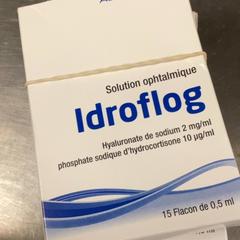 Solution ophtalmique
Idroflog
Hyaluronate de sodium 2 mg/ml
phosphate sodique d'hydrocortisone 10 µg/ml
15 Flacon de 0,5 ml